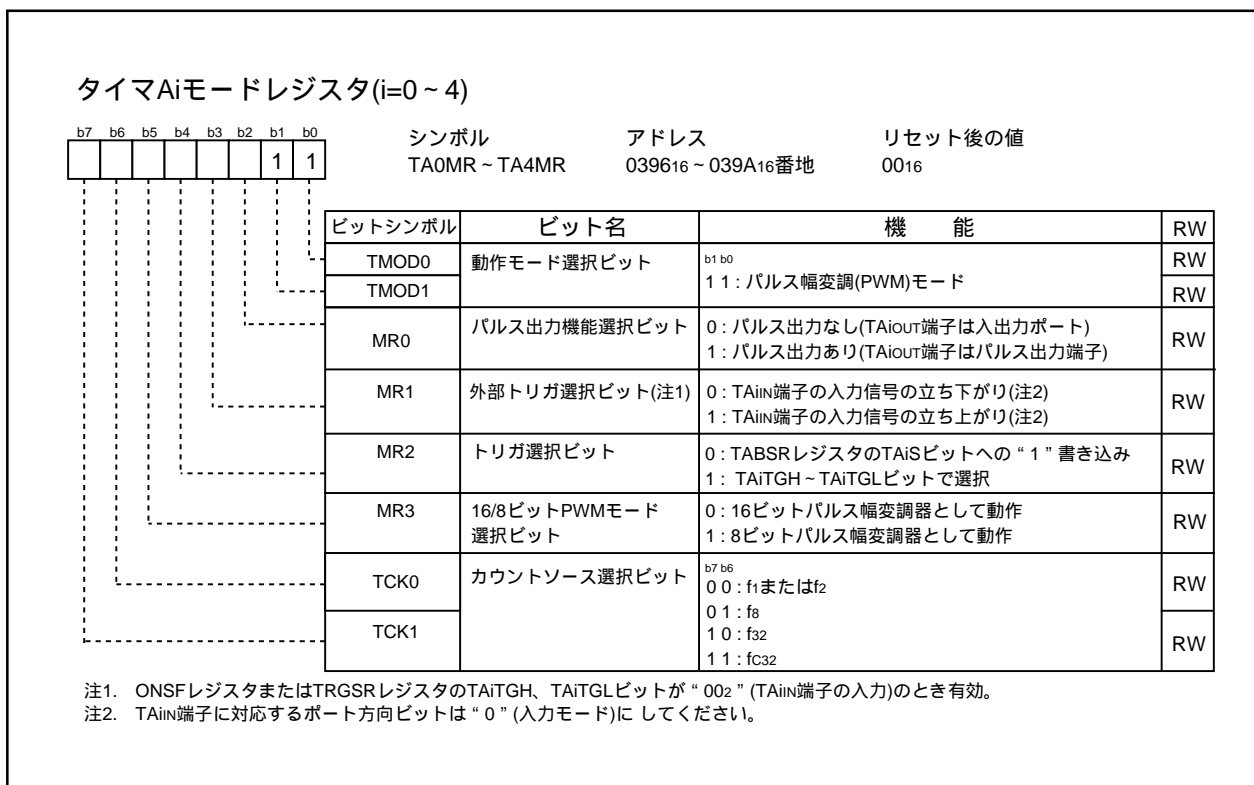 タイマAiモードレジスタ(i=0～4)
b7 b6 b5 b4 b3 b2 b1 b0
1 1
シンボル アドレス リセット後の値
TA0MR～TA4MR 039616～039A16番地 0016
ビットシンボル ビット名 機 能 RW
TMOD0 動作モード選択ビット b1 b0 RW
TMOD1 1 1 : パルス幅変調(PWM)モード RW
MR0 パルス出力機能選択ビット 0 : パルス出力なし(TAiOUT端子は入出力ポート) RW
1 : パルス出力あり(TAiOUT端子はパルス出力端子)
MR1 外部トリガ選択ビット(注1) 0 : TAiIN端子の入力信号の立ち下がり(注2) RW
1 : TAiIN端子の入力信号の立ち上がり(注2)
MR2 トリガ選択ビット 0 : TABSRレジスタのTAiSビットへの“1”書き込み RW
1 : TAiTGH～TAiTGLビットで選択
MR3 16/8ビットPWMモード 0 : 16ビットパルス幅変調器として動作 RW
選択ビット 1 : 8ビットパルス幅変調器として動作
TCK0 カウントソース選択ビット b7 b6 RW
0 0 : f1またはf2
0 1 : f8
TCK1 1 0 : f32 RW
1 1 : fC32
注1. ONSFレジスタまたはTRGSRレジスタのTAiTGH、TAiTGLビットが“002”(TAiIN端子の入力)のとき有効。
注2. TAiIN端子に対応するポート方向ビットは“0”(入力モード)に してください。